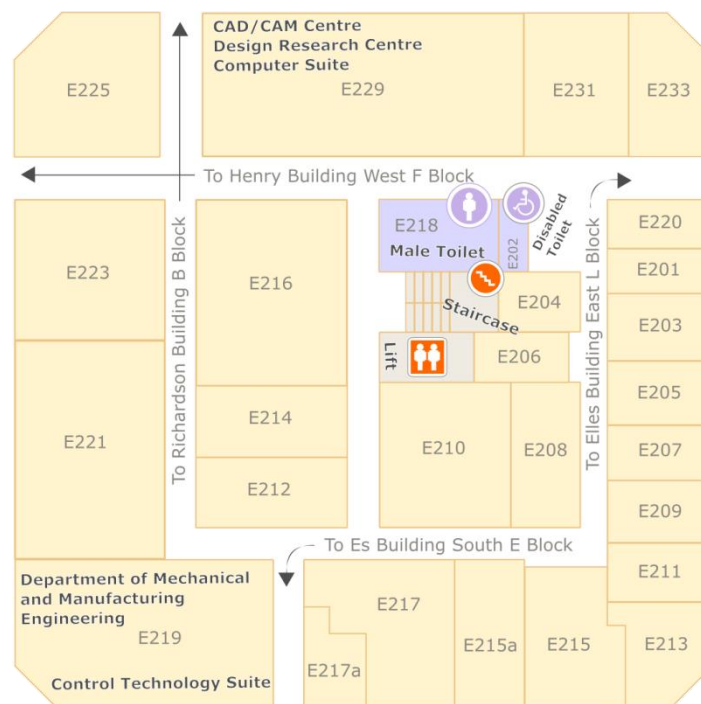 CAD/CAM Centre
Design Research Centre
Computer Suite
E225
E229
E231
E233
To Henry Building West F Block
E218
Male Toilet
E202
Disabled
Toilet
E220
E223
E216
Staircase
E204
E201
E203
To Richardson Building B Block
To Elles Building East L Block
Lift
E206
E205
E221
E214
E210
E208
E207
E212
E209
To Es Building South E Block
E211
Department of Mechanical
and Manufacturing
Engineering
E219
Control Technology Suite
E217
E217a
E215a
E215
E213